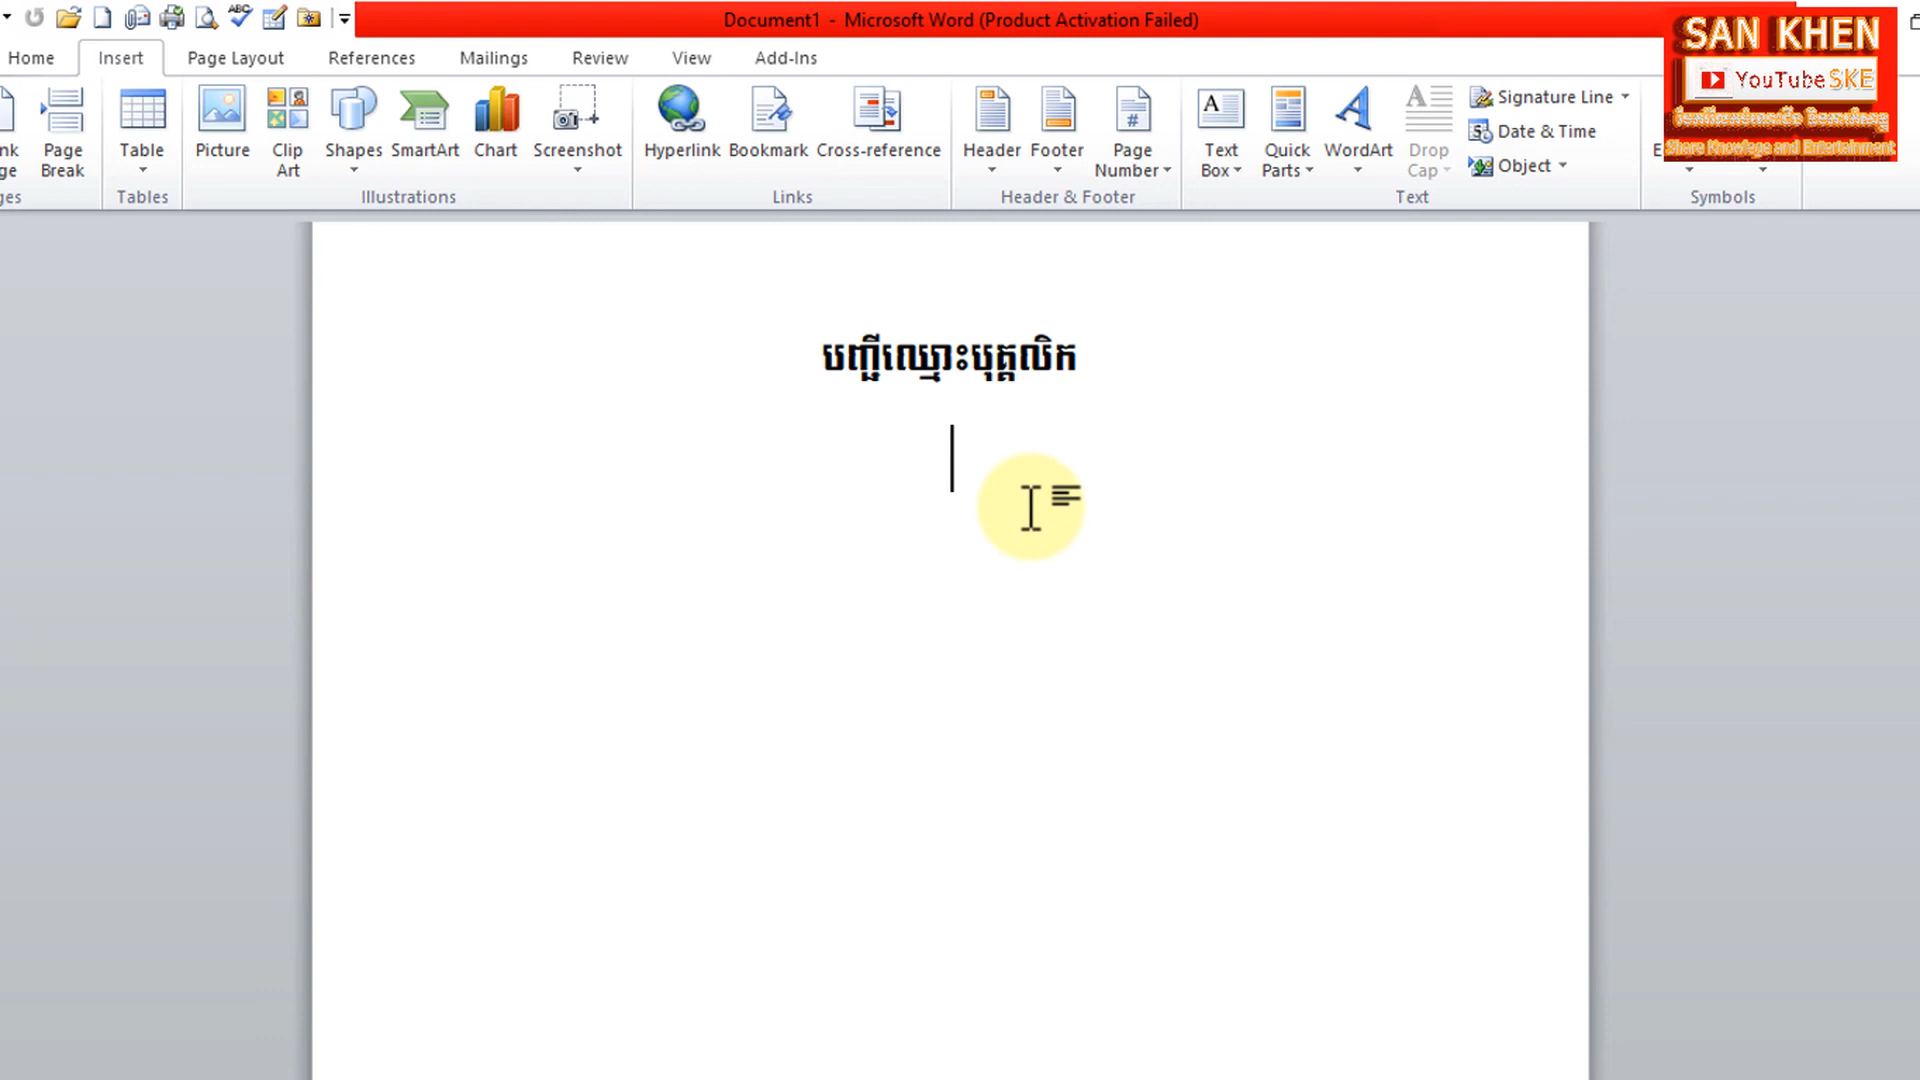 Document1 - Microsoft Word (Product Activation Failed)
SAN KHEN
YouTube SKE
Share Knowlege and Entertainment
Home Insert Page Layout References Mailings Review View Add-Ins
Page Break
Table
Picture
Clip Art
Shapes
SmartArt
Chart
Screenshot
Hyperlink
Bookmark
Cross-reference
Header
Footer
Page Number
Text Box
Quick Parts
WordArt
Drop Cap
Signature Line
Date & Time
Object
Tables Illustrations Links Header & Footer Text Symbols
បញ្ជីឈ្មោះបុគ្គលិក